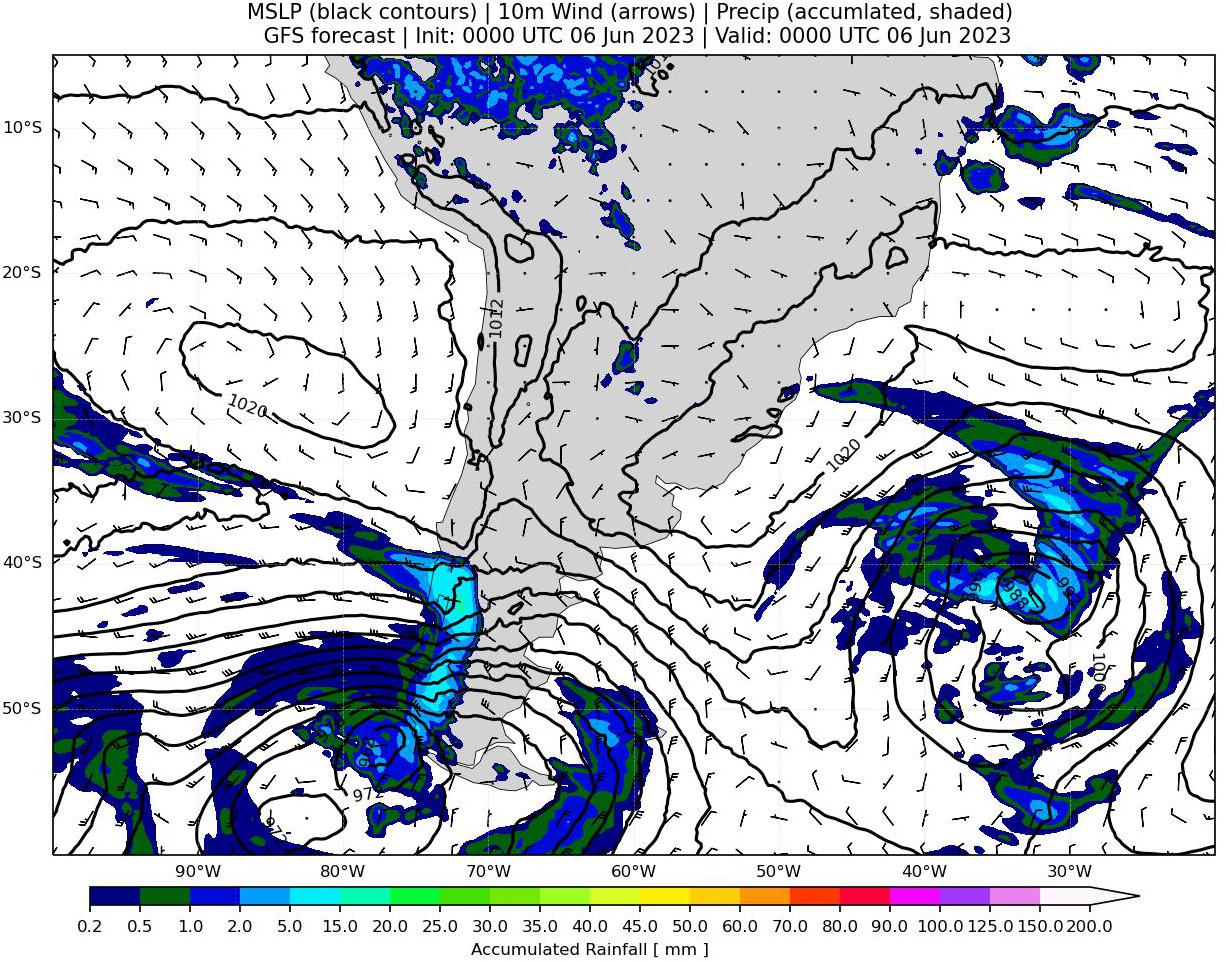 MSLP (black contours) | 10m Wind (arrows) | Precip (accumlated, shaded)
GFS forecast | Init: 0000 UTC 06 Jun 2023 | Valid: 0000 UTC 06 Jun 2023
10°S
20°S
1012
1020
30°S
1020
40°S
988
1000
50°S
972
90°W 80°W 70°W 60°W 50°W 40°W 30°W
0.2 0.5 1.0 2.0 5.0 15.0 20.0 25.0 30.0 35.0 40.0 45.0 50.0 60.0 70.0 80.0 90.0 100.0 125.0 150.0 200.0
Accumulated Rainfall [ mm ]